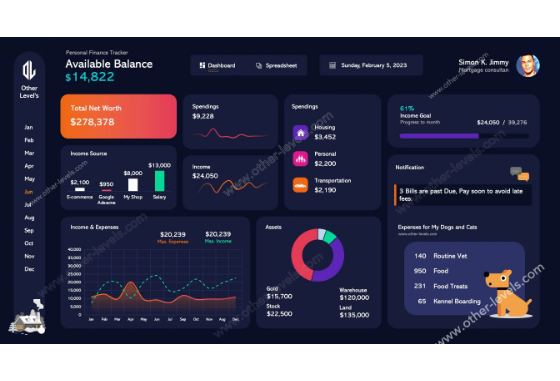 Personal Finance Tracker
Available Balance
$14,822
Dashboard
Spreadsheet
Sunday, February 5, 2023
Simon K. Jimmy
Mortgage consultan
Other
Level's
Jan
Feb
Mar
Apr
May
Jun
Jul
Aug
Sep
Oct
Nov
Dec
Total Net Worth
$278,378
Spendings
$9,228
Spendings
Housing
$3,452
Personal
$2,200
Transportation
$2,190
61%
Income Goal
Progress to month
$24,050 / 39,276
Income Source
$2,100
$950
$8,000
$13,000
E-commerce
Google
Adsense
My Shop
Salary
Income
$24,050
Notification
3 Bills are past Due, Pay soon to avoid late
fees.
Income & Expenses
$20,239
Max. Expenses
$20,239
Max. Income
40,000
35,000
30,000
25,000
20,000
15,000
10,000
5,000
0
Jan Feb Mar Apr May Jun Jul Aug Sep Oct Nov Dec
Assets
Gold
$15,700
Stock
$22,500
Warehouse
$120,000
Land
$135,000
Expenses for My Dogs and Cats
www.other-levels.com
140 Routine Vet
950 Food
231 Food Treats
65 Kennel Boarding
www.other-levels.com